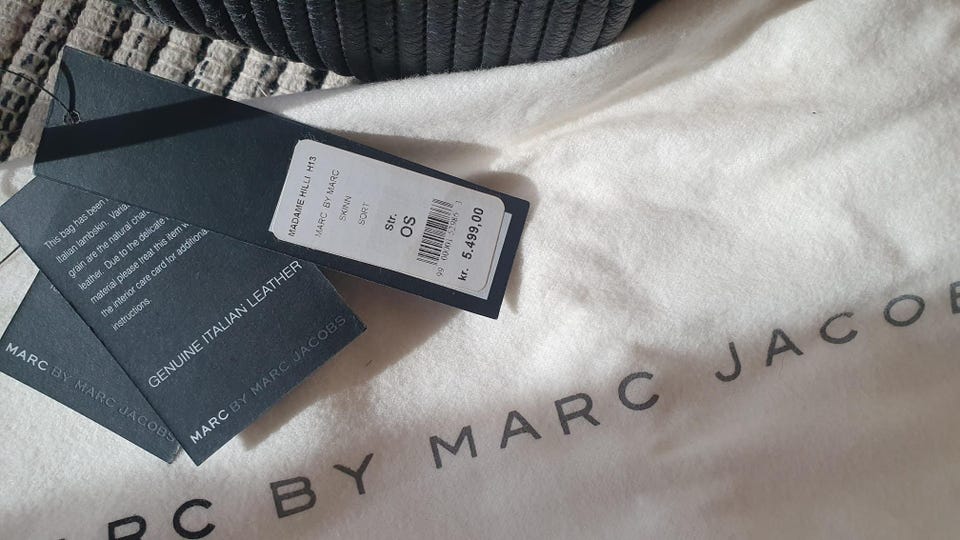 MADAME HILLI H13
MARC BY MARC
SKINN
SORT
Str.
OS
kr. 5.499,00
This bag has been
Italian lambskin. Varia
grain are the natural char
leather. Due to the delicate
material please treat this item
the interior care card for additional
instructions.
GENUINE ITALIAN LEATHER
MARC BY MARC JACOBS
MARC BY MARC JACOBS
ARC BY MARC JACOB